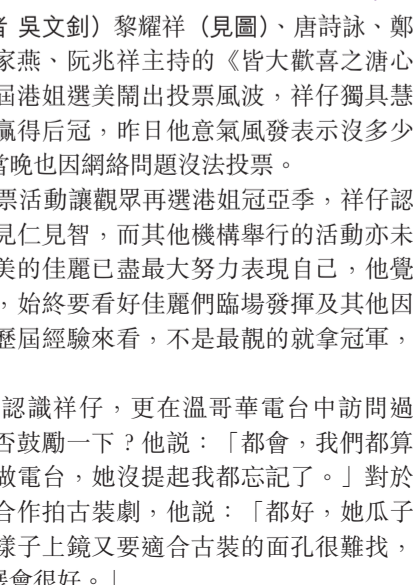 者 吳文釗）黎耀祥（見圖）、唐詩詠、鄭
家燕、阮兆祥主持的《皆大歡喜之溏心
屆港姐選美鬧出投票風波，祥仔獨具慧
贏得后冠，昨日他意氣風發表示沒多少
當晚也因網絡問題沒法投票。
票活動讓觀眾再選港姐冠亞季，祥仔認
見仁見智，而其他機構舉行的活動亦未
美的佳麗已盡最大努力表現自己，他覺
，始終要看好佳麗們臨場發揮及其他因
歷屆經驗來看，不是最靚的就拿冠軍，
認識祥仔，更在溫哥華電台中訪問過
否鼓勵一下？他說：「都會，我們都算
做電台，她沒提起我都忘記了。」對於
合作拍古裝劇，他說：「都好，她瓜子
樣子上鏡又要適合古裝的面孔很難找，
會很好。」